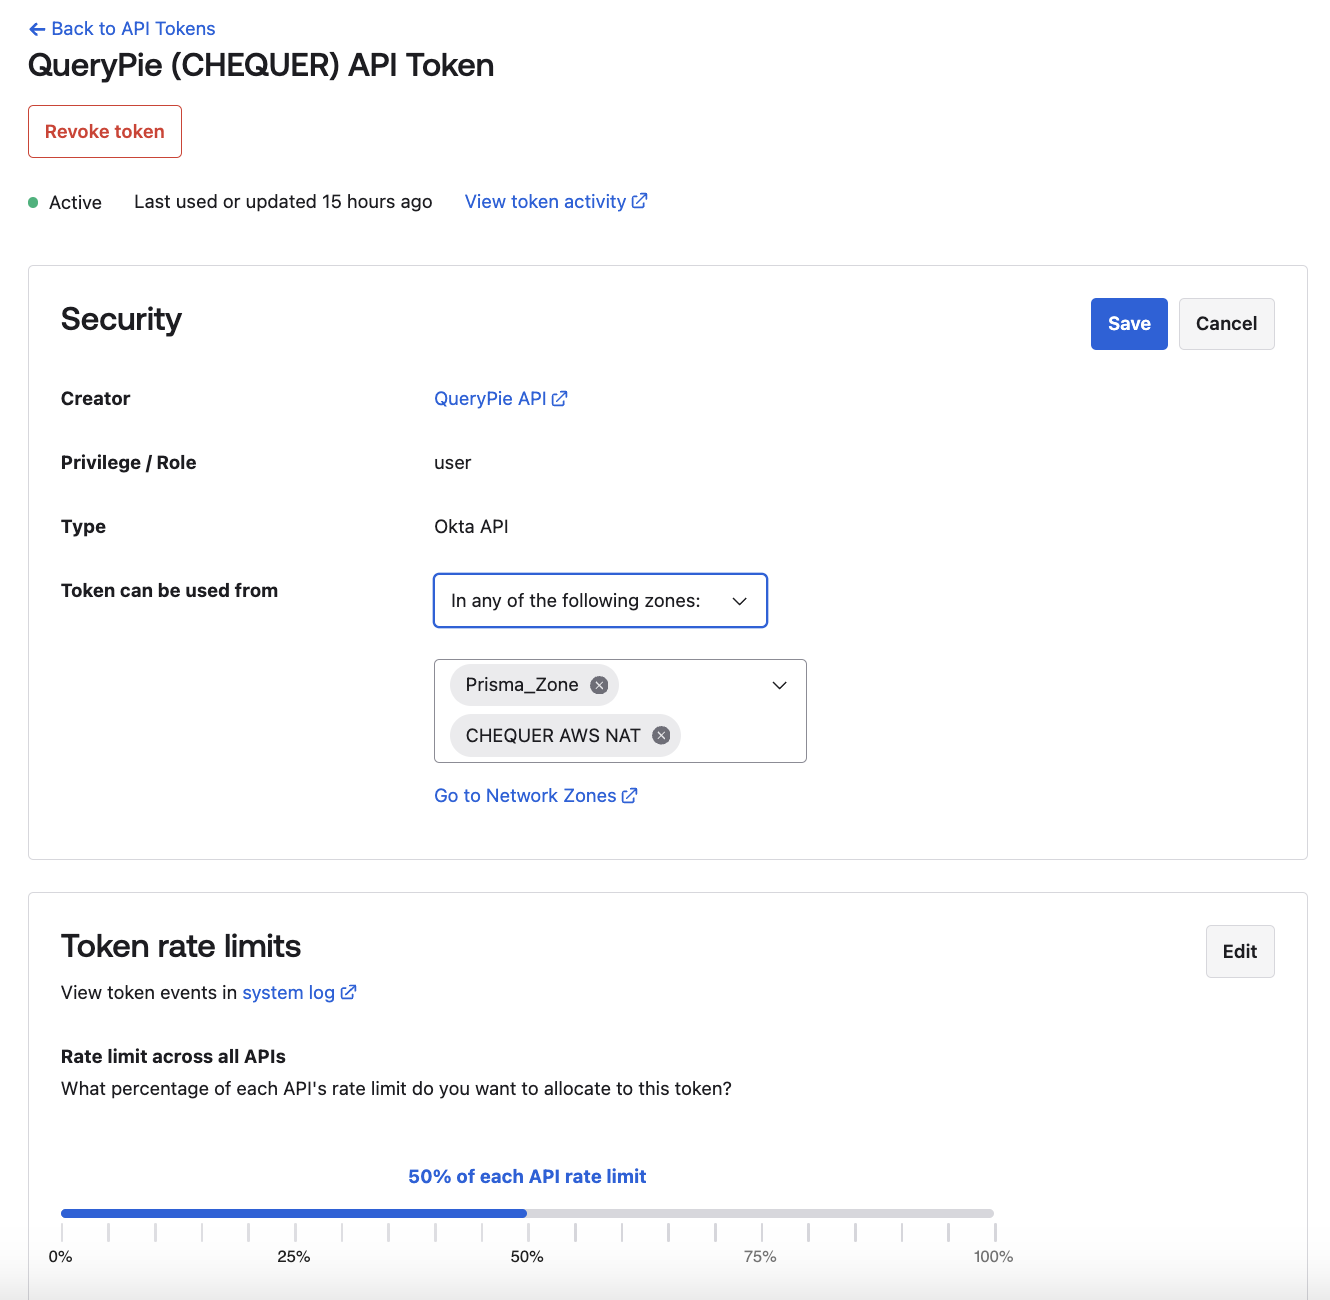 Back to API Tokens
QueryPie (CHEQUER) API Token
Revoke token
Active Last used or updated 15 hours ago View token activity
Security
Save Cancel
Creator QueryPie API
Privilege / Role user
Type Okta API
Token can be used from In any of the following zones:
Prisma_Zone
CHEQUER AWS NAT
Go to Network Zones
Token rate limits
Edit
View token events in system log
Rate limit across all APIs
What percentage of each API's rate limit do you want to allocate to this token?
50% of each API rate limit
0% 25% 50% 75% 100%